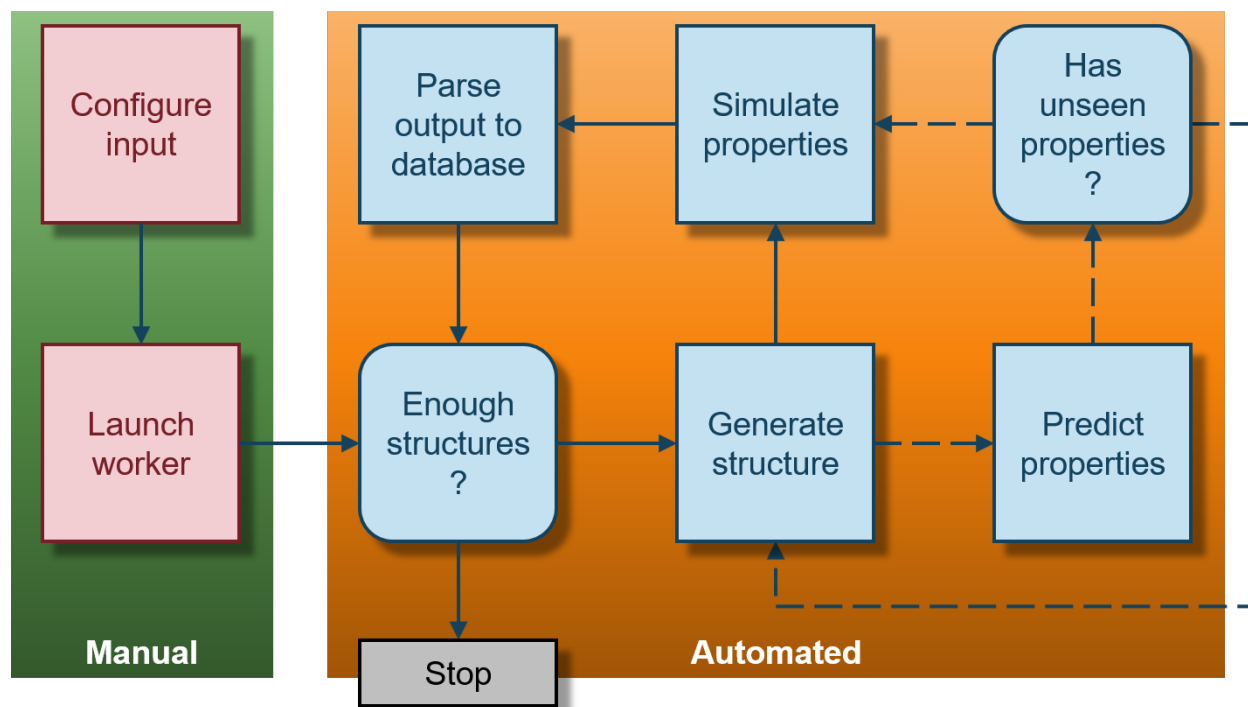 Configure
input
Parse
output to
database
Simulate
properties
Has
unseen
properties
?
Launch
worker
Enough
structures
?
Generate
structure
Predict
properties
Manual
Automated
Stop